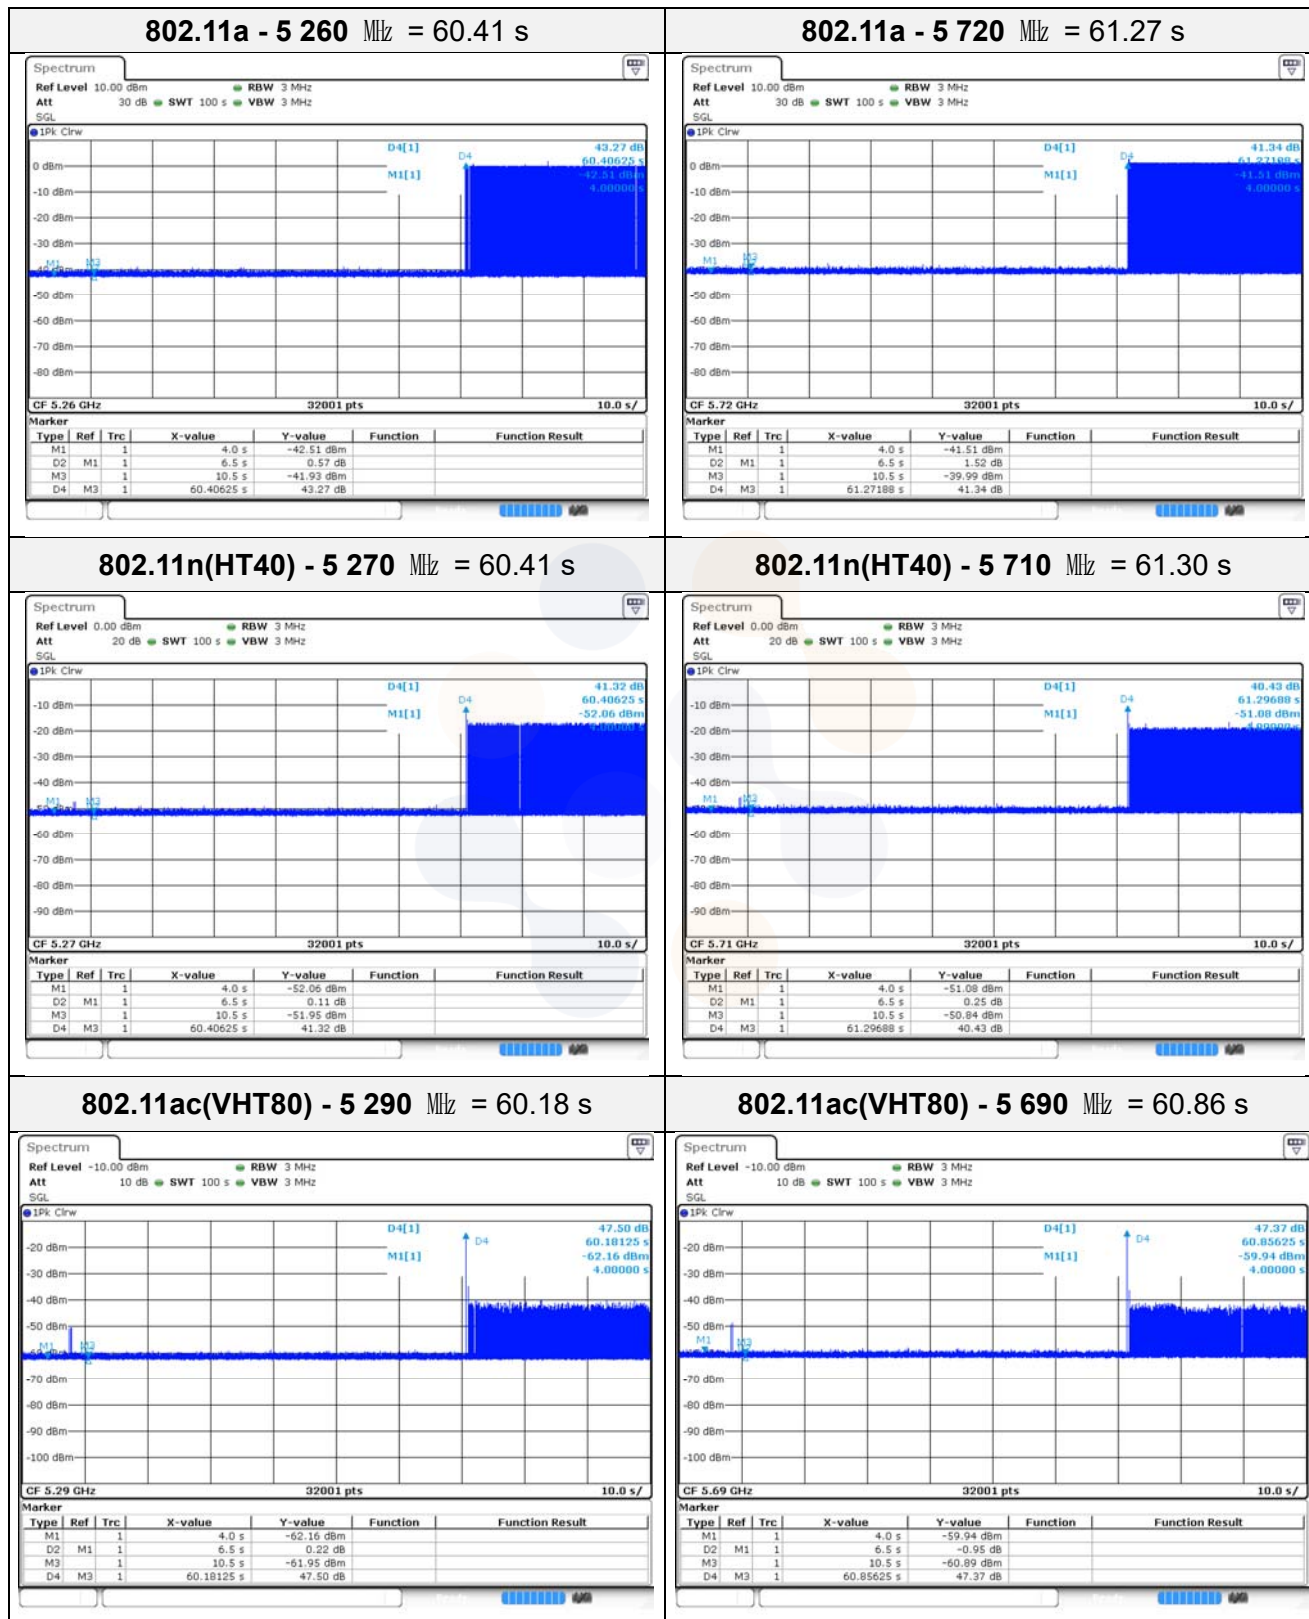 802.11a - 5 260 ㎒ = 60.41 s
Spectrum
Ref Level 10.00 dBm RBW 3 MHz
Att 30 dB SWT 100 s VBW 3 MHz
SGL
1Pk Clrw
D4[1] 43.27 dB
60.40625 s
M1[1] -42.51 dBm
4.00000 s
D4
0 dBm
-10 dBm
-20 dBm
-30 dBm
M1 M3
-50 dBm
-60 dBm
-70 dBm
-80 dBm
CF 5.26 GHz 32001 pts 10.0 s/
Marker
Type Ref Trc X-value Y-value Function Function Result
M1 1 4.0 s -42.51 dBm
D2 M1 1 6.5 s 0.57 dB
M3 1 10.5 s -41.93 dBm
D4 M3 1 60.40625 s 43.27 dB
802.11a - 5 720 ㎒ = 61.27 s
Spectrum
Ref Level 10.00 dBm RBW 3 MHz
Att 30 dB SWT 100 s VBW 3 MHz
SGL
1Pk Clrw
D4[1] 41.34 dB
61.27188 s
M1[1] -41.51 dBm
4.00000 s
D4
0 dBm
-10 dBm
-20 dBm
-30 dBm
M1 M3
-50 dBm
-60 dBm
-70 dBm
-80 dBm
CF 5.72 GHz 32001 pts 10.0 s/
Marker
Type Ref Trc X-value Y-value Function Function Result
M1 1 4.0 s -41.51 dBm
D2 M1 1 6.5 s 1.52 dB
M3 1 10.5 s -39.99 dBm
D4 M3 1 61.27188 s 41.34 dB
802.11n(HT40) - 5 270 ㎒ = 60.41 s
Spectrum
Ref Level 0.00 dBm RBW 3 MHz
Att 20 dB SWT 100 s VBW 3 MHz
SGL
1Pk Clrw
D4[1] 41.32 dB
60.40625 s
M1[1] -52.06 dBm
4.00000 s
D4
-10 dBm
-20 dBm
-30 dBm
-40 dBm
M1 M3
-60 dBm
-70 dBm
-80 dBm
-90 dBm
CF 5.27 GHz 32001 pts 10.0 s/
Marker
Type Ref Trc X-value Y-value Function Function Result
M1 1 4.0 s -52.06 dBm
D2 M1 1 6.5 s 0.11 dB
M3 1 10.5 s -51.95 dBm
D4 M3 1 60.40625 s 41.32 dB
802.11n(HT40) - 5 710 ㎒ = 61.30 s
Spectrum
Ref Level 0.00 dBm RBW 3 MHz
Att 20 dB SWT 100 s VBW 3 MHz
SGL
1Pk Clrw
D4[1] 40.43 dB
61.29688 s
M1[1] -51.08 dBm
D4
-10 dBm
-20 dBm
-30 dBm
-40 dBm
M1 M3
-60 dBm
-70 dBm
-80 dBm
-90 dBm
CF 5.71 GHz 32001 pts 10.0 s/
Marker
Type Ref Trc X-value Y-value Function Function Result
M1 1 4.0 s -51.08 dBm
D2 M1 1 6.5 s 0.25 dB
M3 1 10.5 s -50.84 dBm
D4 M3 1 61.29688 s 40.43 dB
802.11ac(VHT80) - 5 290 ㎒ = 60.18 s
Spectrum
Ref Level -10.00 dBm RBW 3 MHz
Att 10 dB SWT 100 s VBW 3 MHz
SGL
1Pk Clrw
D4[1] 47.50 dB
60.18125 s
M1[1] -62.16 dBm
4.00000 s
D4
-20 dBm
-30 dBm
-40 dBm
-50 dBm
M1 M3
-70 dBm
-80 dBm
-90 dBm
-100 dBm
CF 5.29 GHz 32001 pts 10.0 s/
Marker
Type Ref Trc X-value Y-value Function Function Result
M1 1 4.0 s -62.16 dBm
D2 M1 1 6.5 s 0.22 dB
M3 1 10.5 s -61.95 dBm
D4 M3 1 60.18125 s 47.50 dB
802.11ac(VHT80) - 5 690 ㎒ = 60.86 s
Spectrum
Ref Level -10.00 dBm RBW 3 MHz
Att 10 dB SWT 100 s VBW 3 MHz
SGL
1Pk Clrw
D4[1] 47.37 dB
60.85625 s
M1[1] -59.94 dBm
4.00000 s
D4
-20 dBm
-30 dBm
-40 dBm
-50 dBm
M1 M3
-70 dBm
-80 dBm
-90 dBm
-100 dBm
CF 5.69 GHz 32001 pts 10.0 s/
Marker
Type Ref Trc X-value Y-value Function Function Result
M1 1 4.0 s -59.94 dBm
D2 M1 1 6.5 s -0.95 dB
M3 1 10.5 s -60.89 dBm
D4 M3 1 60.85625 s 47.37 dB